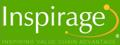 Inspirage
INSPIRING VALUE CHAIN ADVANTAGE